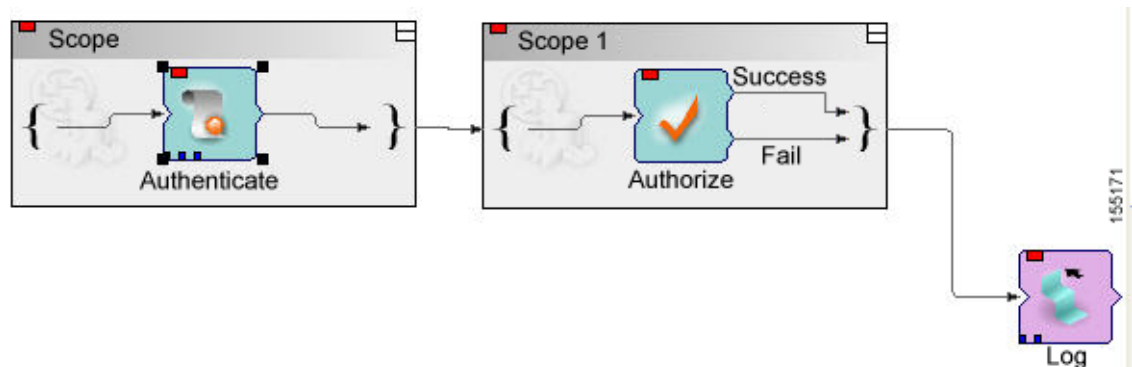 Scope
Authenticate
Scope 1
Success
Fail
Authorize
155171
Log